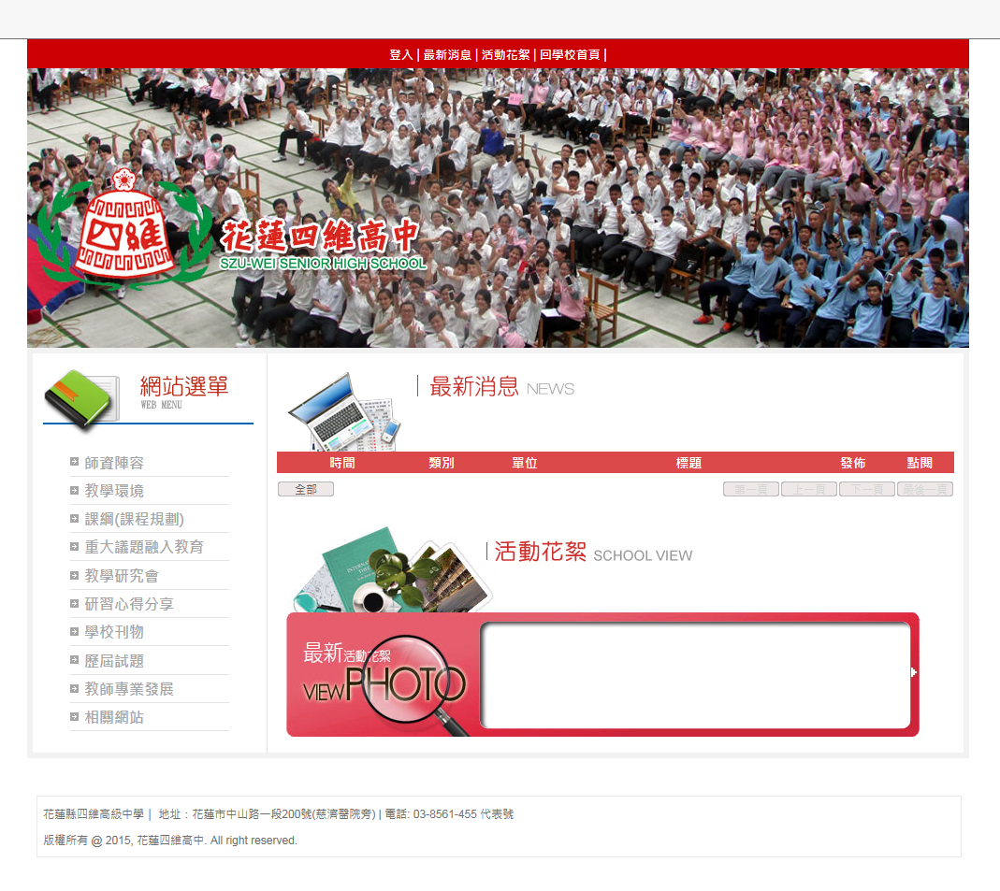 登入 | 最新消息 | 活動花絮 | 回學校首頁 |
四維
花蓮四維高中
SZU-WEI SENIOR HIGH SCHOOL
網站選單
WEB MENU
師資陣容
教學環境
課綱(課程規劃)
重大議題融入教育
教學研究會
研習心得分享
學校刊物
歷屆試題
教師專業發展
相關網站
最新消息 NEWS
時間 類別 單位 標題 發佈 點閱
全部 第一頁 上一頁 下一頁 最後一頁
活動花絮 SCHOOL VIEW
最新活動花絮
VIEW PHOTO
花蓮縣四維高級中學│ 地址：花蓮市中山路一段200號(慈濟醫院旁) | 電話: 03-8561-455 代表號
版權所有 @ 2015, 花蓮四維高中. All right reserved.